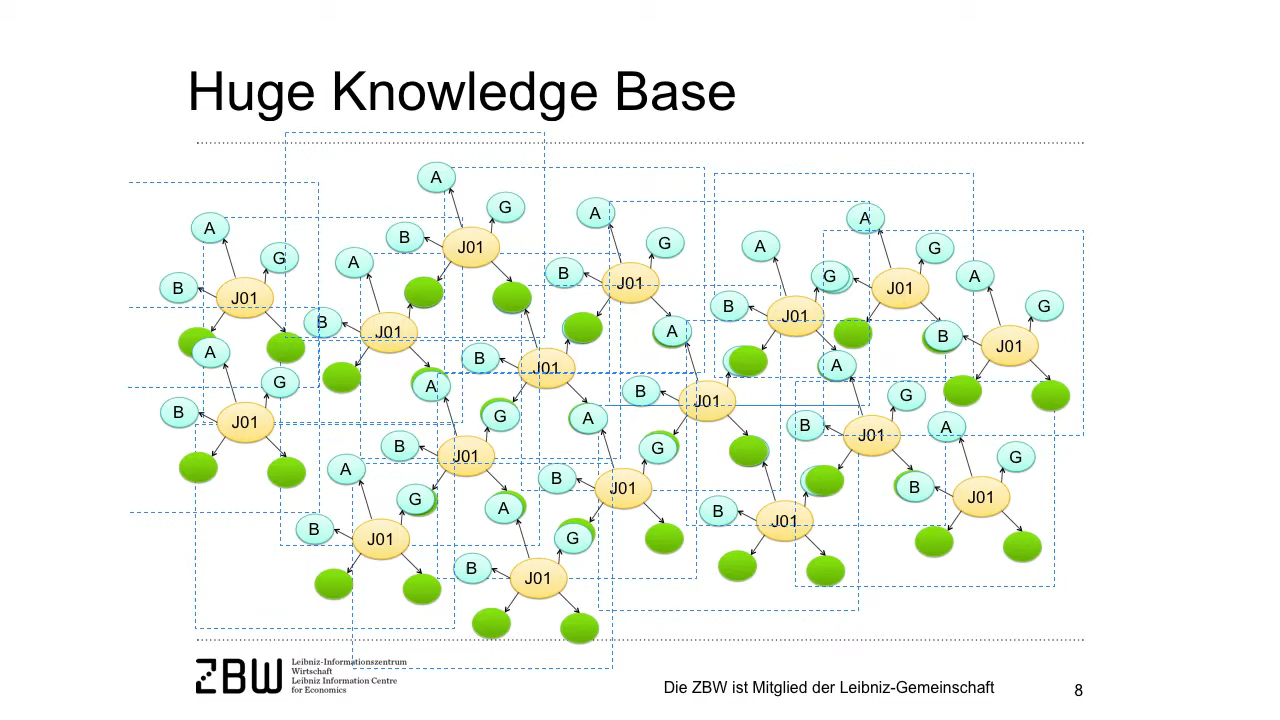 Huge Knowledge Base
A
G
B
J01
A
G
B
J01
A
B
J01
A
G
B
J01
A
G
B
J01
A
G
J01
A
G
B
J01
A
G
B
J01
B
J01
A
B
J01
A
G
B
J01
A
G
B
J01
A
G
B
J01
A
G
B
J01
B
J01
A
G
B
J01
A
G
B
J01
ZBW
Leibniz-Informationszentrum
Wirtschaft
Leibniz Information Centre
for Economics
Die ZBW ist Mitglied der Leibniz-Gemeinschaft
8